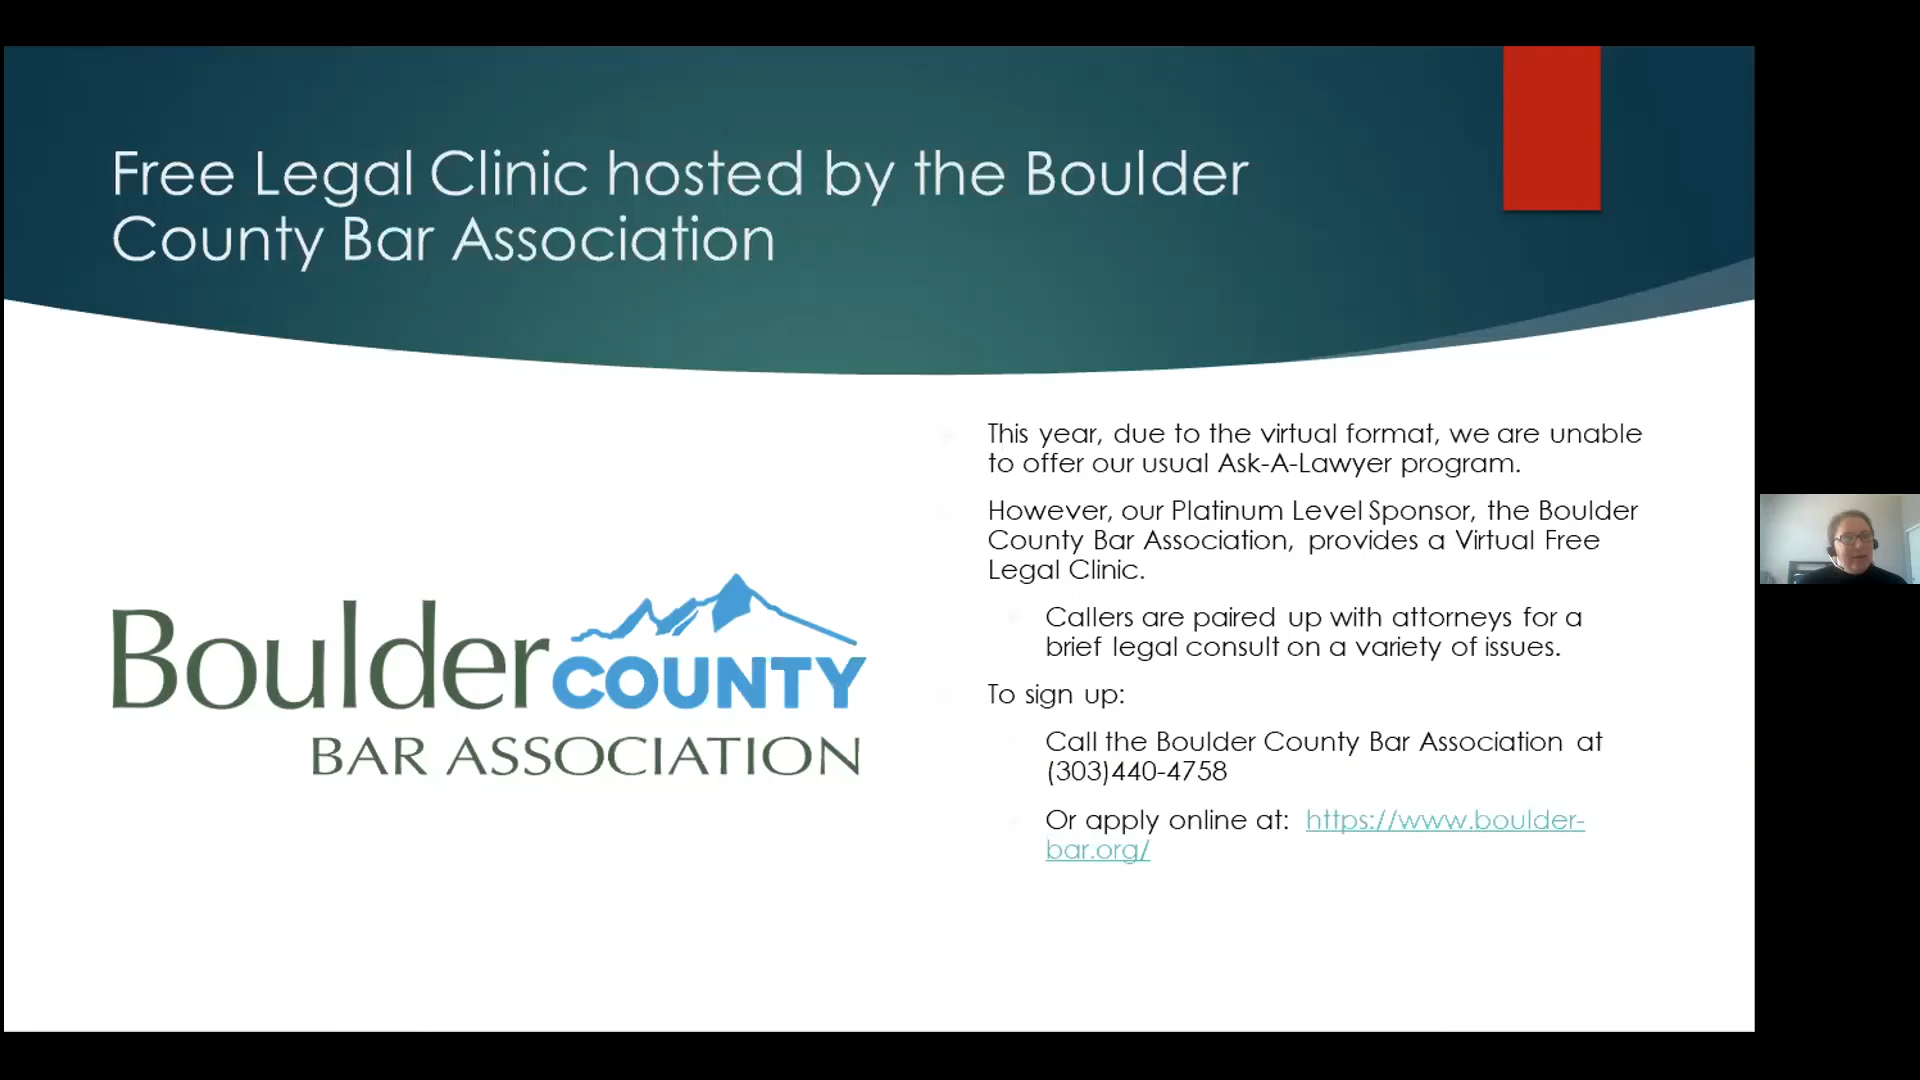 Free Legal Clinic hosted by the Boulder
County Bar Association
This year, due to the virtual format, we are unable
to offer our usual Ask-A-Lawyer program.
However, our Platinum Level Sponsor, the Boulder
County Bar Association, provides a Virtual Free
Legal Clinic.
Callers are paired up with attorneys for a
brief legal consult on a variety of issues.
To sign up:
Call the Boulder County Bar Association at
(303)440-4758
Or apply online at: https://www.boulder-
bar.org/
Boulder COUNTY
BAR ASSOCIATION